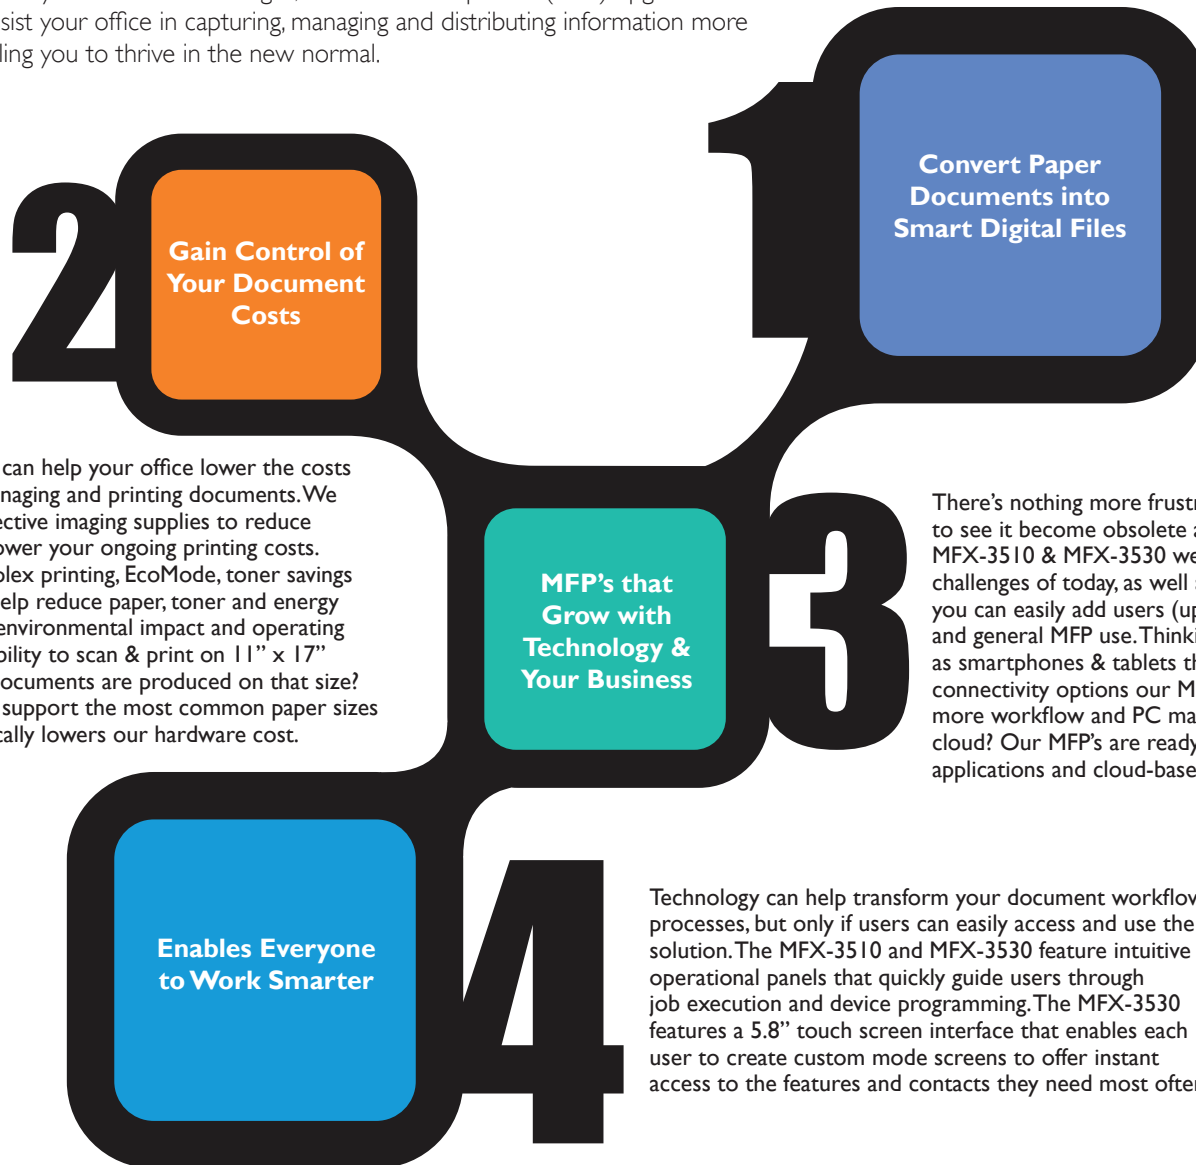 sist your office in capturing, managing and distributing information more
ling you to thrive in the new normal.
1
Convert Paper
Documents into
Smart Digital Files
2
Gain Control of
Your Document
Costs
can help your office lower the costs
naging and printing documents. We
ective imaging supplies to reduce
ower your ongoing printing costs.
plex printing, EcoMode, toner savings
elp reduce paper, toner and energy
environmental impact and operating
bility to scan & print on 11” x 17”
ocuments are produced on that size?
support the most common paper sizes
cally lowers our hardware cost.
MFP’s that
Grow with
Technology &
Your Business
3
There’s nothing more frustr
to see it become obsolete a
MFX-3510 & MFX-3530 we
challenges of today, as well a
you can easily add users (up
and general MFP use. Thinki
as smartphones & tablets th
connectivity options our M
more workflow and PC ma
cloud? Our MFP’s are ready
applications and cloud-base
Enables Everyone
to Work Smarter
4
Technology can help transform your document workflow
processes, but only if users can easily access and use the
solution. The MFX-3510 and MFX-3530 feature intuitive
operational panels that quickly guide users through
job execution and device programming. The MFX-3530
features a 5.8” touch screen interface that enables each
user to create custom mode screens to offer instant
access to the features and contacts they need most often